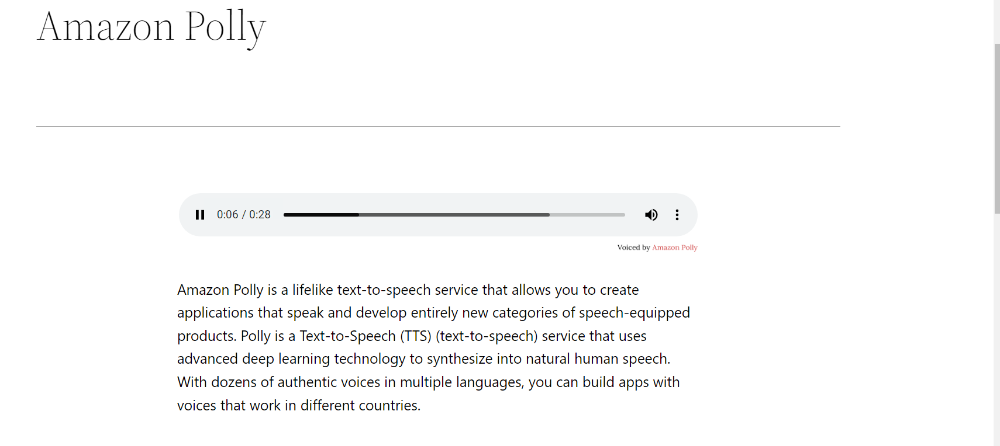 Amazon Polly
0:06 / 0:28
Voiced by Amazon Polly
Amazon Polly is a lifelike text-to-speech service that allows you to create
applications that speak and develop entirely new categories of speech-equipped
products. Polly is a Text-to-Speech (TTS) (text-to-speech) service that uses
advanced deep learning technology to synthesize into natural human speech.
With dozens of authentic voices in multiple languages, you can build apps with
voices that work in different countries.